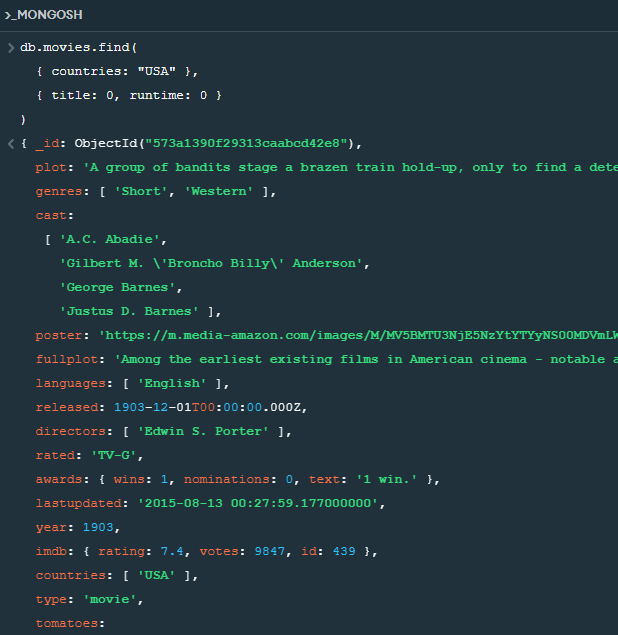 >_MONGOSH
> db.movies.find(
{ countries: "USA" },
{ title: 0, runtime: 0 }
)
< { _id: ObjectId("573a1390f29313caabcd42e8"),
plot: 'A group of bandits stage a brazen train hold-up, only to find a dete
genres: [ 'Short', 'Western' ],
cast:
[ 'A.C. Abadie',
'Gilbert M. \'Broncho Billy\' Anderson',
'George Barnes',
'Justus D. Barnes' ],
poster: 'https://m.media-amazon.com/images/M/MV5BMTU3NjE5NzYtYTYyNS00MDVmLW
fullplot: 'Among the earliest existing films in American cinema - notable a
languages: [ 'English' ],
released: 1903-12-01T00:00:00.000Z,
directors: [ 'Edwin S. Porter' ],
rated: 'TV-G',
awards: { wins: 1, nominations: 0, text: '1 win.' },
lastupdated: '2015-08-13 00:27:59.177000000',
year: 1903,
imdb: { rating: 7.4, votes: 9847, id: 439 },
countries: [ 'USA' ],
type: 'movie',
tomatoes: